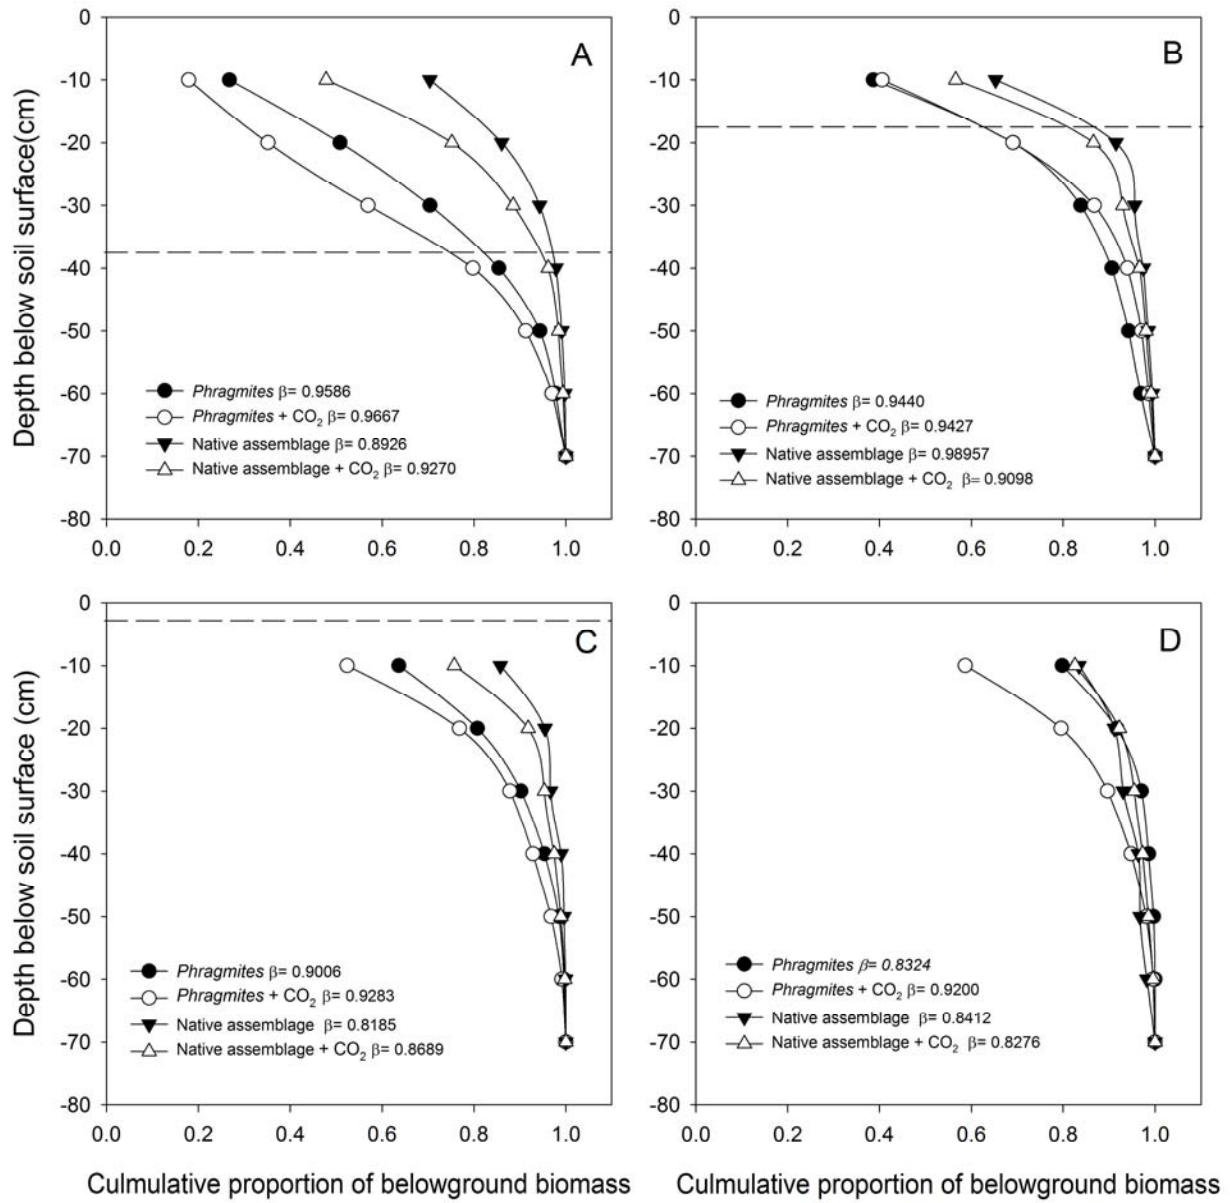 A
Depth below soil surface(cm)
0
-10
-20
-30
-40
-50
-60
-70
-80
Phragmites β= 0.9586
Phragmites + CO2 β= 0.9667
Native assemblage β= 0.8926
Native assemblage + CO2 β= 0.9270
0.0 0.2 0.4 0.6 0.8 1.0
B
0
-10
-20
-30
-40
-50
-60
-70
-80
Phragmites β= 0.9440
Phragmites + CO2 β= 0.9427
Native assemblage β= 0.98957
Native assemblage + CO2 β= 0.9098
0.0 0.2 0.4 0.6 0.8 1.0
C
Depth below soil surface (cm)
0
-10
-20
-30
-40
-50
-60
-70
-80
Phragmites β= 0.9006
Phragmites + CO2 β= 0.9283
Native assemblage β= 0.8185
Native assemblage + CO2 β= 0.8689
0.0 0.2 0.4 0.6 0.8 1.0
Culmulative proportion of belowground biomass
D
0
-10
-20
-30
-40
-50
-60
-70
-80
Phragmites β= 0.8324
Phragmites + CO2 β= 0.9200
Native assemblage β= 0.8412
Native assemblage + CO2 β= 0.8276
0.0 0.2 0.4 0.6 0.8 1.0
Culmulative proportion of belowground biomass